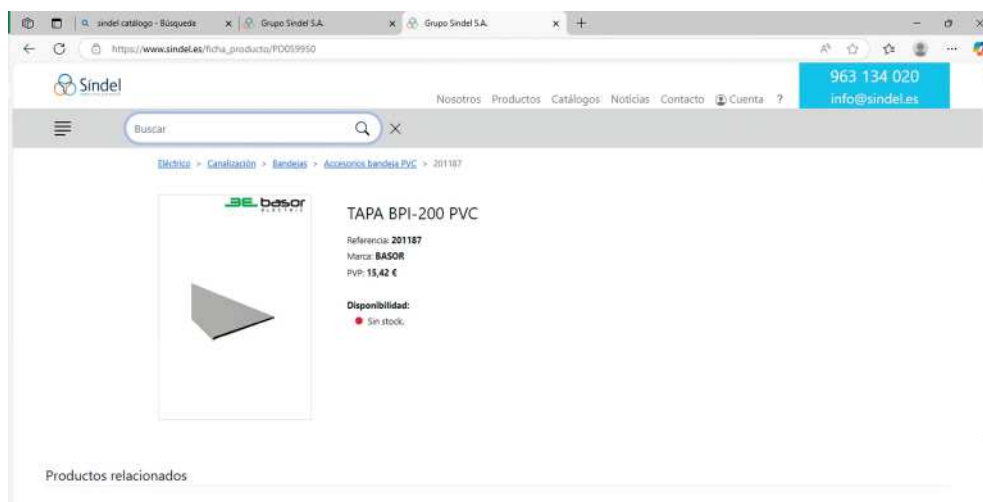 sindel catálogo - Búsqueda
Grupo Sindel S.A.
Grupo Sindel S.A.
https://www.sindel.es/ficha_producto/PD059950
Síndel
Nosotros Productos Catálogos Noticias Contacto Cuenta ?
963 134 020
info@sindel.es
Buscar
Eléctrico > Canalización > Bandejas > Accesorios bandeja PVC > 201187
basor
ELECTRIC
TAPA BPI-200 PVC
Referencia: 201187
Marca: BASOR
PVP: 15,42 €
Disponibilidad:
Sin stock.
Productos relacionados